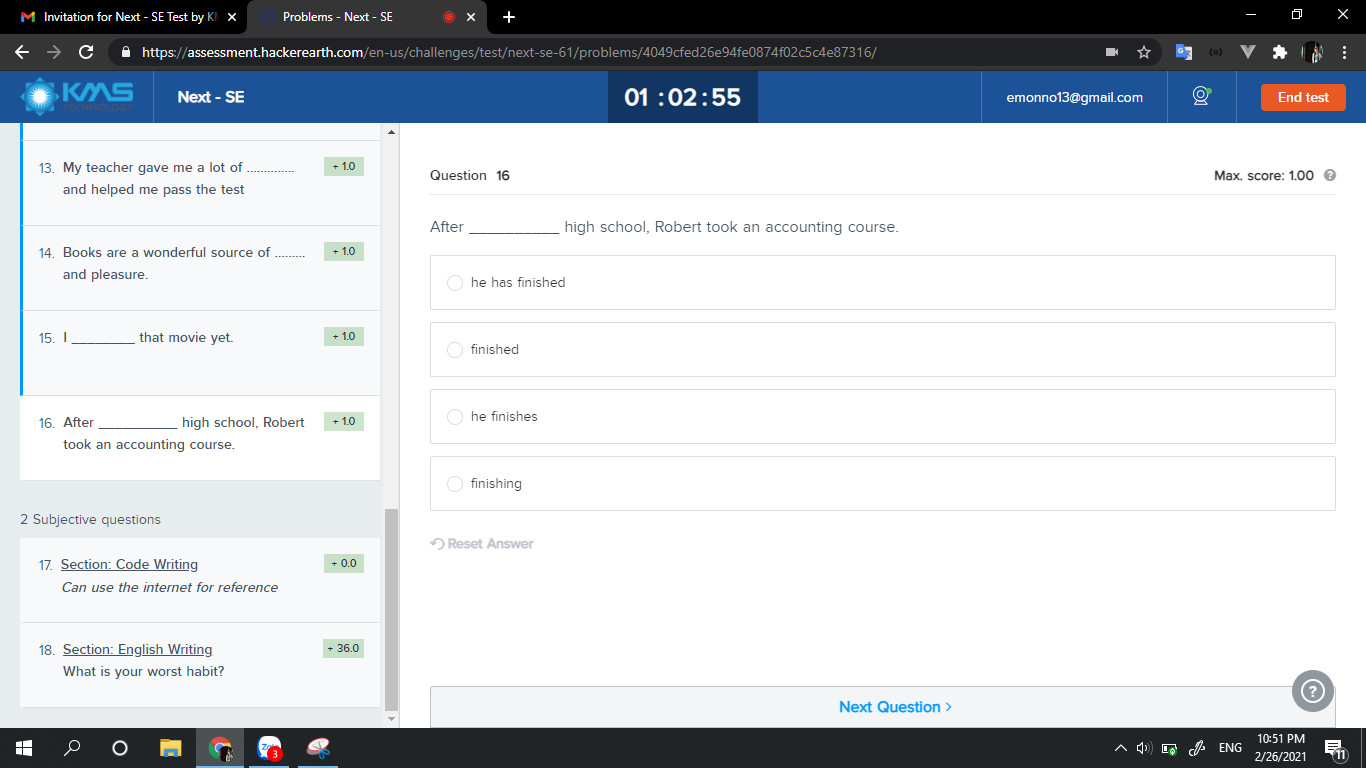 Invitation for Next - SE Test by KI
Problems - Next - SE
https://assessment.hackerearth.com/en-us/challenges/test/next-se-61/problems/4049cfed26e94fe0874f02c5c4e87316/
KMS
TECHNOLOGY
Next - SE
01 :02:55
emonno13@gmail.com
End test
13. My teacher gave me a lot of ............. + 1.0
and helped me pass the test
14. Books are a wonderful source of ......... + 1.0
and pleasure.
15. I ________ that movie yet. + 1.0
16. After __________ high school, Robert + 1.0
took an accounting course.
2 Subjective questions
17. Section: Code Writing + 0.0
Can use the internet for reference
18. Section: English Writing + 36.0
What is your worst habit?
Question 16 Max. score: 1.00 ?
After __________ high school, Robert took an accounting course.
he has finished
finished
he finishes
finishing
Reset Answer
Next Question >
?
Zalo 3
ENG
10:51 PM
2/26/2021
11